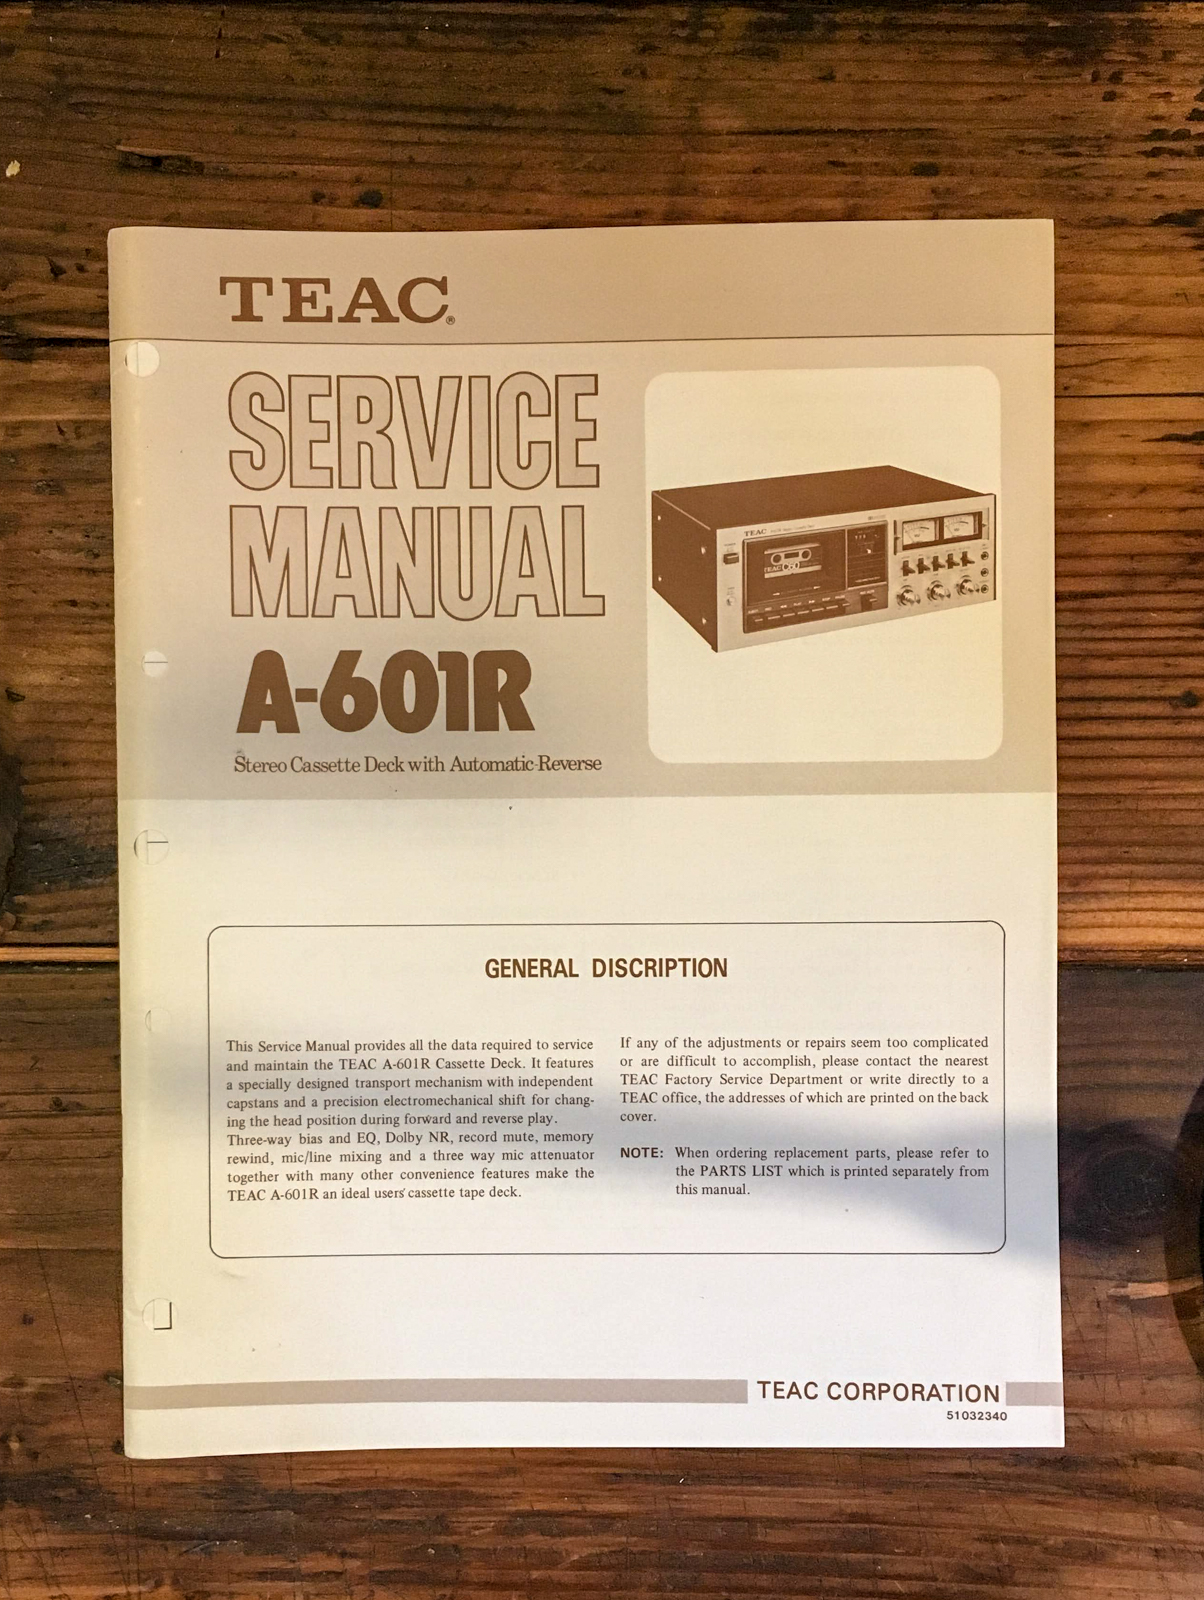 TEAC®
SERVICE
MANUAL
A-601R
Stereo Cassette Deck with Automatic-Reverse
TEAC
TEAC C60
GENERAL DISCRIPTION
This Service Manual provides all the data required to service
and maintain the TEAC A-601R Cassette Deck. It features
a specially designed transport mechanism with independent
capstans and a precision electromechanical shift for chang-
ing the head position during forward and reverse play.
Three-way bias and EQ, Dolby NR, record mute, memory
rewind, mic/line mixing and a three way mic attenuator
together with many other convenience features make the
TEAC A-601R an ideal users' cassette tape deck.
If any of the adjustments or repairs seem too complicated
or are difficult to accomplish, please contact the nearest
TEAC Factory Service Department or write directly to a
TEAC office, the addresses of which are printed on the back
cover.
NOTE: When ordering replacement parts, please refer to
the PARTS LIST which is printed separately from
this manual.
TEAC CORPORATION
51032340